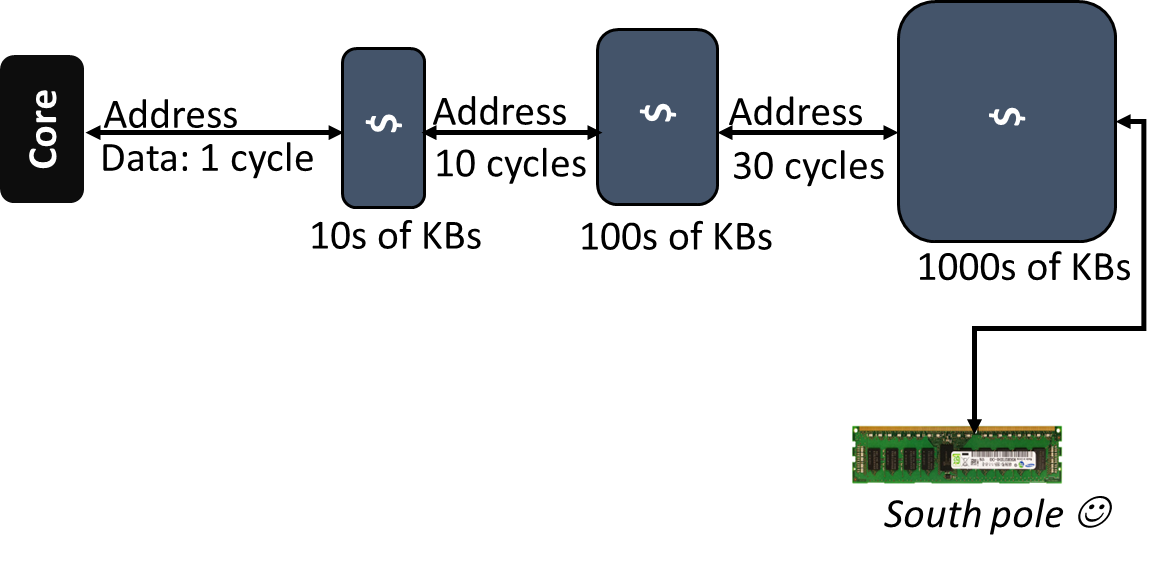 Core
Address
Data: 1 cycle
$
10s of KBs
Address
10 cycles
$
100s of KBs
Address
30 cycles
$
1000s of KBs
South pole ☺